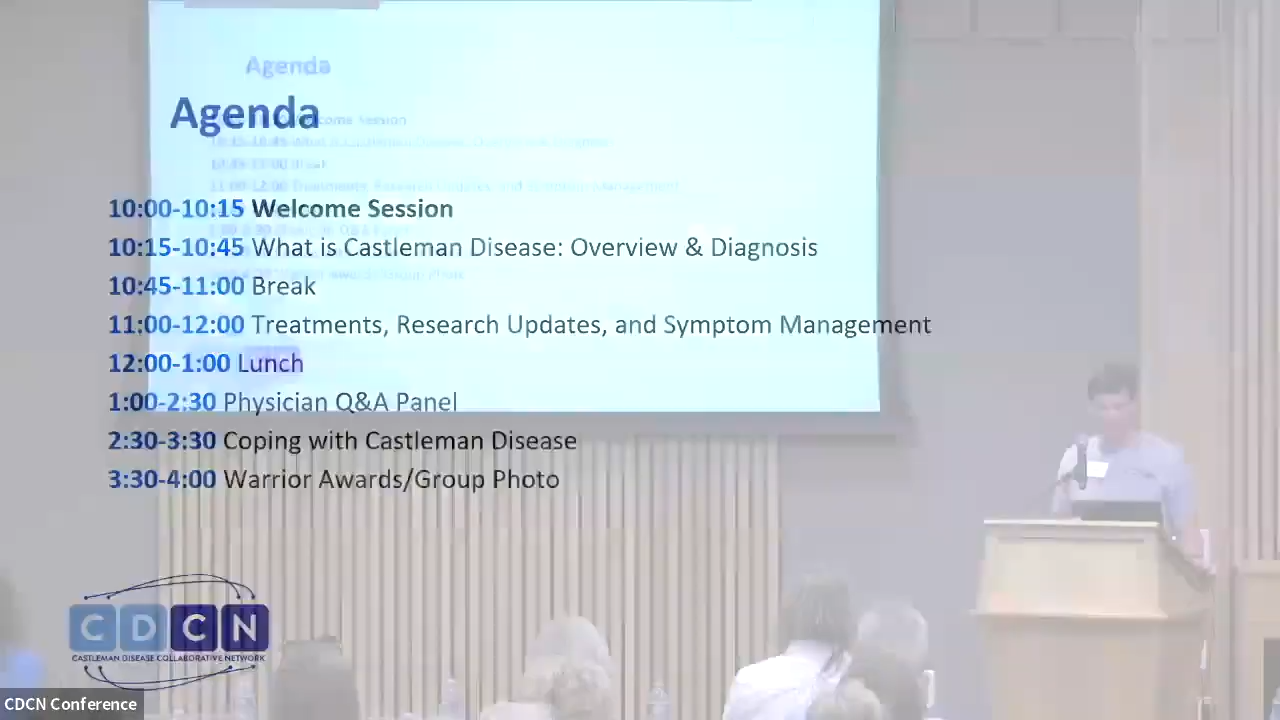 Agenda
Agenda
10:00-10:15 Welcome Session
10:15-10:45 What is Castleman Disease: Overview & Diagnosis
10:45-11:00 Break
11:00-12:00 Treatments, Research Updates, and Symptom Management
12:00-1:00 Lunch
1:00-2:30 Physician Q&A Panel
2:30-3:30 Coping with Castleman Disease
3:30-4:00 Warrior Awards/Group Photo
CDCN
CASTLEMAN DISEASE COLLABORATIVE NETWORK
CDCN Conference